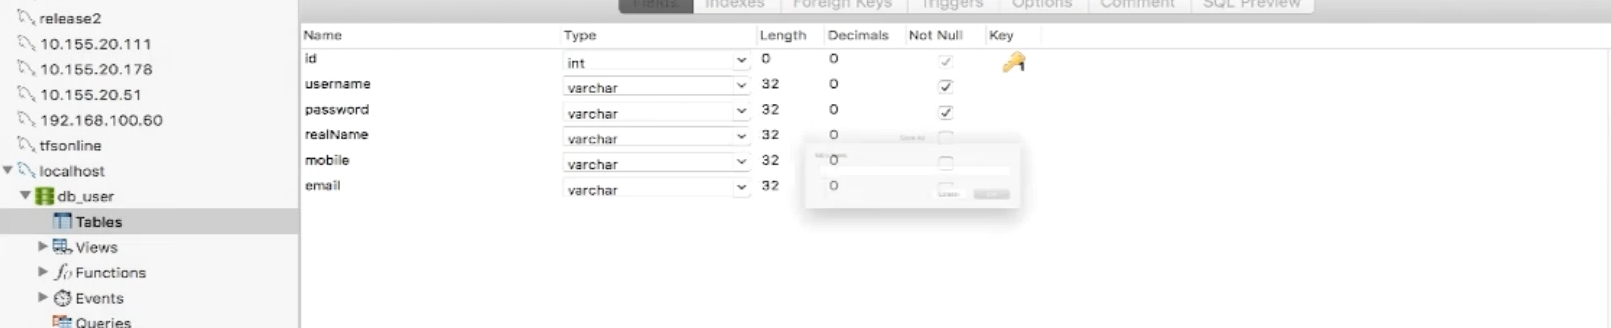 Fields Indexes Foreign Keys Triggers Options Comment SQL Preview
release2
10.155.20.111
10.155.20.178
10.155.20.51
192.168.100.60
tfsonline
localhost
db_user
Tables
Views
Functions
Events
Queries
Name Type Length Decimals Not Null Key
id int 0 0
username varchar 32 0
password varchar 32 0
realName varchar 32 0
mobile varchar 32 0
email varchar 32 0